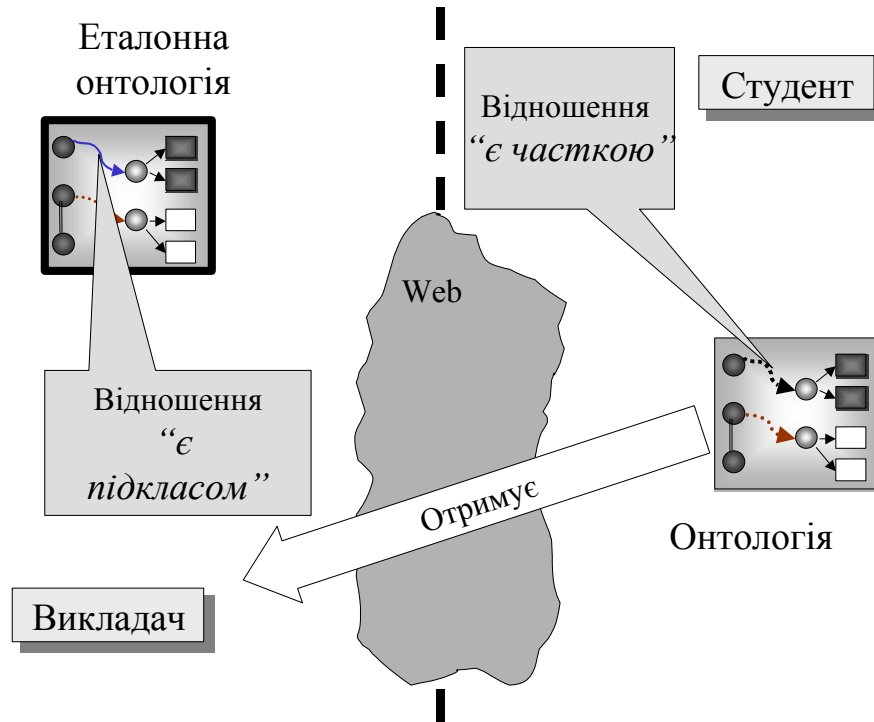 Еталонна
онтологія
Відношення
“є часткою”
Студент
Web
Відношення
“є
підкласом”
Отримує
Онтологія
Викладач